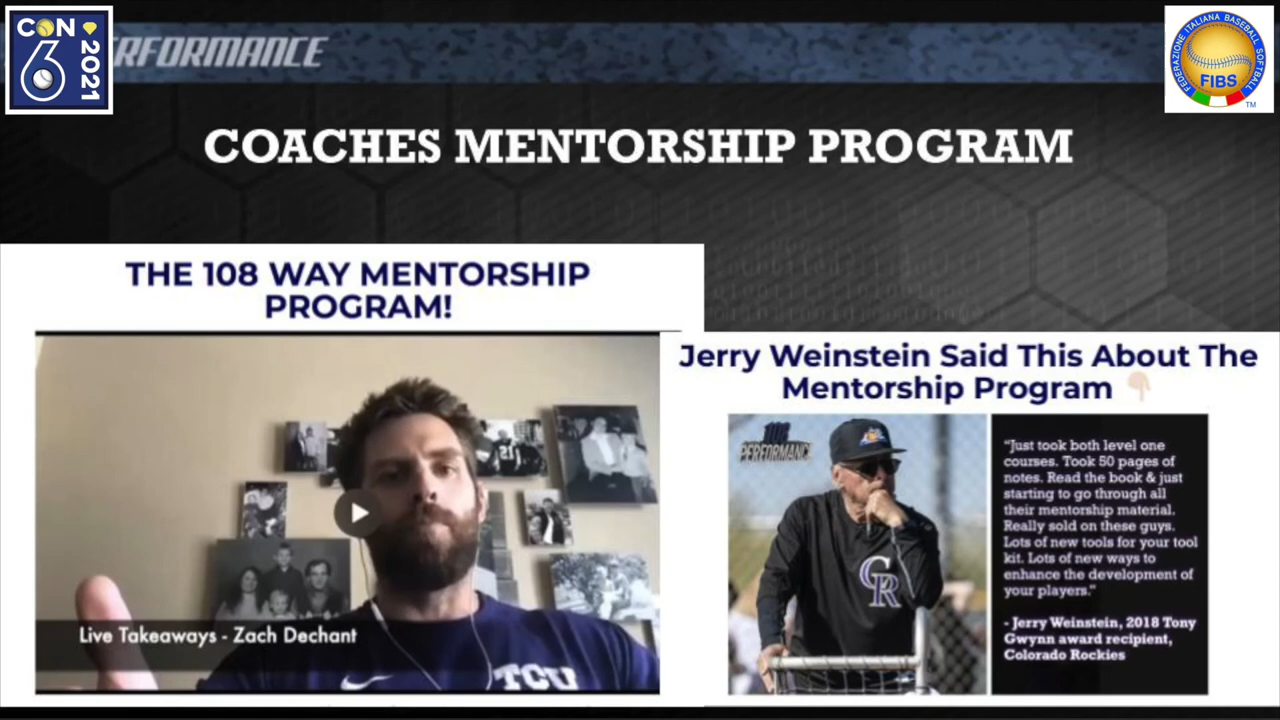 CON
6
2021
PERFORMANCE
FEDERAZIONE ITALIANA BASEBALL SOFTBALL
FIBS
TM
COACHES MENTORSHIP PROGRAM
THE 108 WAY MENTORSHIP
PROGRAM!
21
Live Takeaways - Zach Dechant
TCU
Jerry Weinstein Said This About The
Mentorship Program
108
PERFORMANCE
CR
“Just took both level one
courses. Took 50 pages of
notes. Read the book & just
starting to go through all
their mentorship material.
Really sold on these guys.
Lots of new tools for your tool
kit. Lots of new ways to
enhance the development of
your players.”
- Jerry Weinstein, 2018 Tony
Gwynn award recipient,
Colorado Rockies